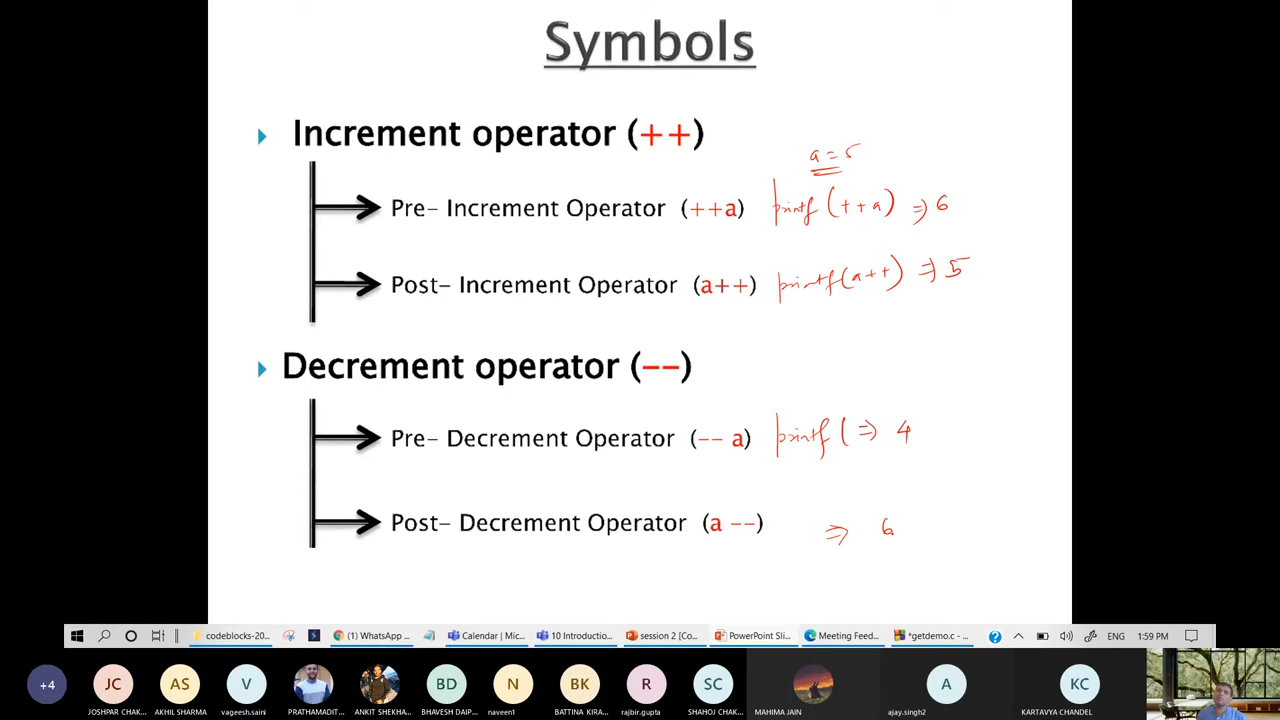 Symbols
Increment operator (++)
a = 5
Pre- Increment Operator (++a) printf (++a) => 6
Post- Increment Operator (a++) printf(a++) => 5
Decrement operator (--)
Pre- Decrement Operator (-- a) printf ( => 4
Post- Decrement Operator (a --) => 6
codeblocks-20...
(1) WhatsApp ...
Calendar | Mic...
10 Introductio...
session 2 [Co...
PowerPoint Sli...
Meeting Feed...
*getdemo.c - ...
ENG
1:59 PM
+4
JC
AS
V
BD
N
BK
R
SC
A
KC
JOSHPAR CHAK...
AKHIL SHARMA
vageesh.saini
PRATHAMADIT...
ANKIT SHEKHA...
BHAVESH DAIP...
naveen1
BATTINA KIRA...
rajbir.gupta
SHAHOJ CHAK...
MAHIMA JAIN
ajay.singh2
KARTAVYA CHANDEL